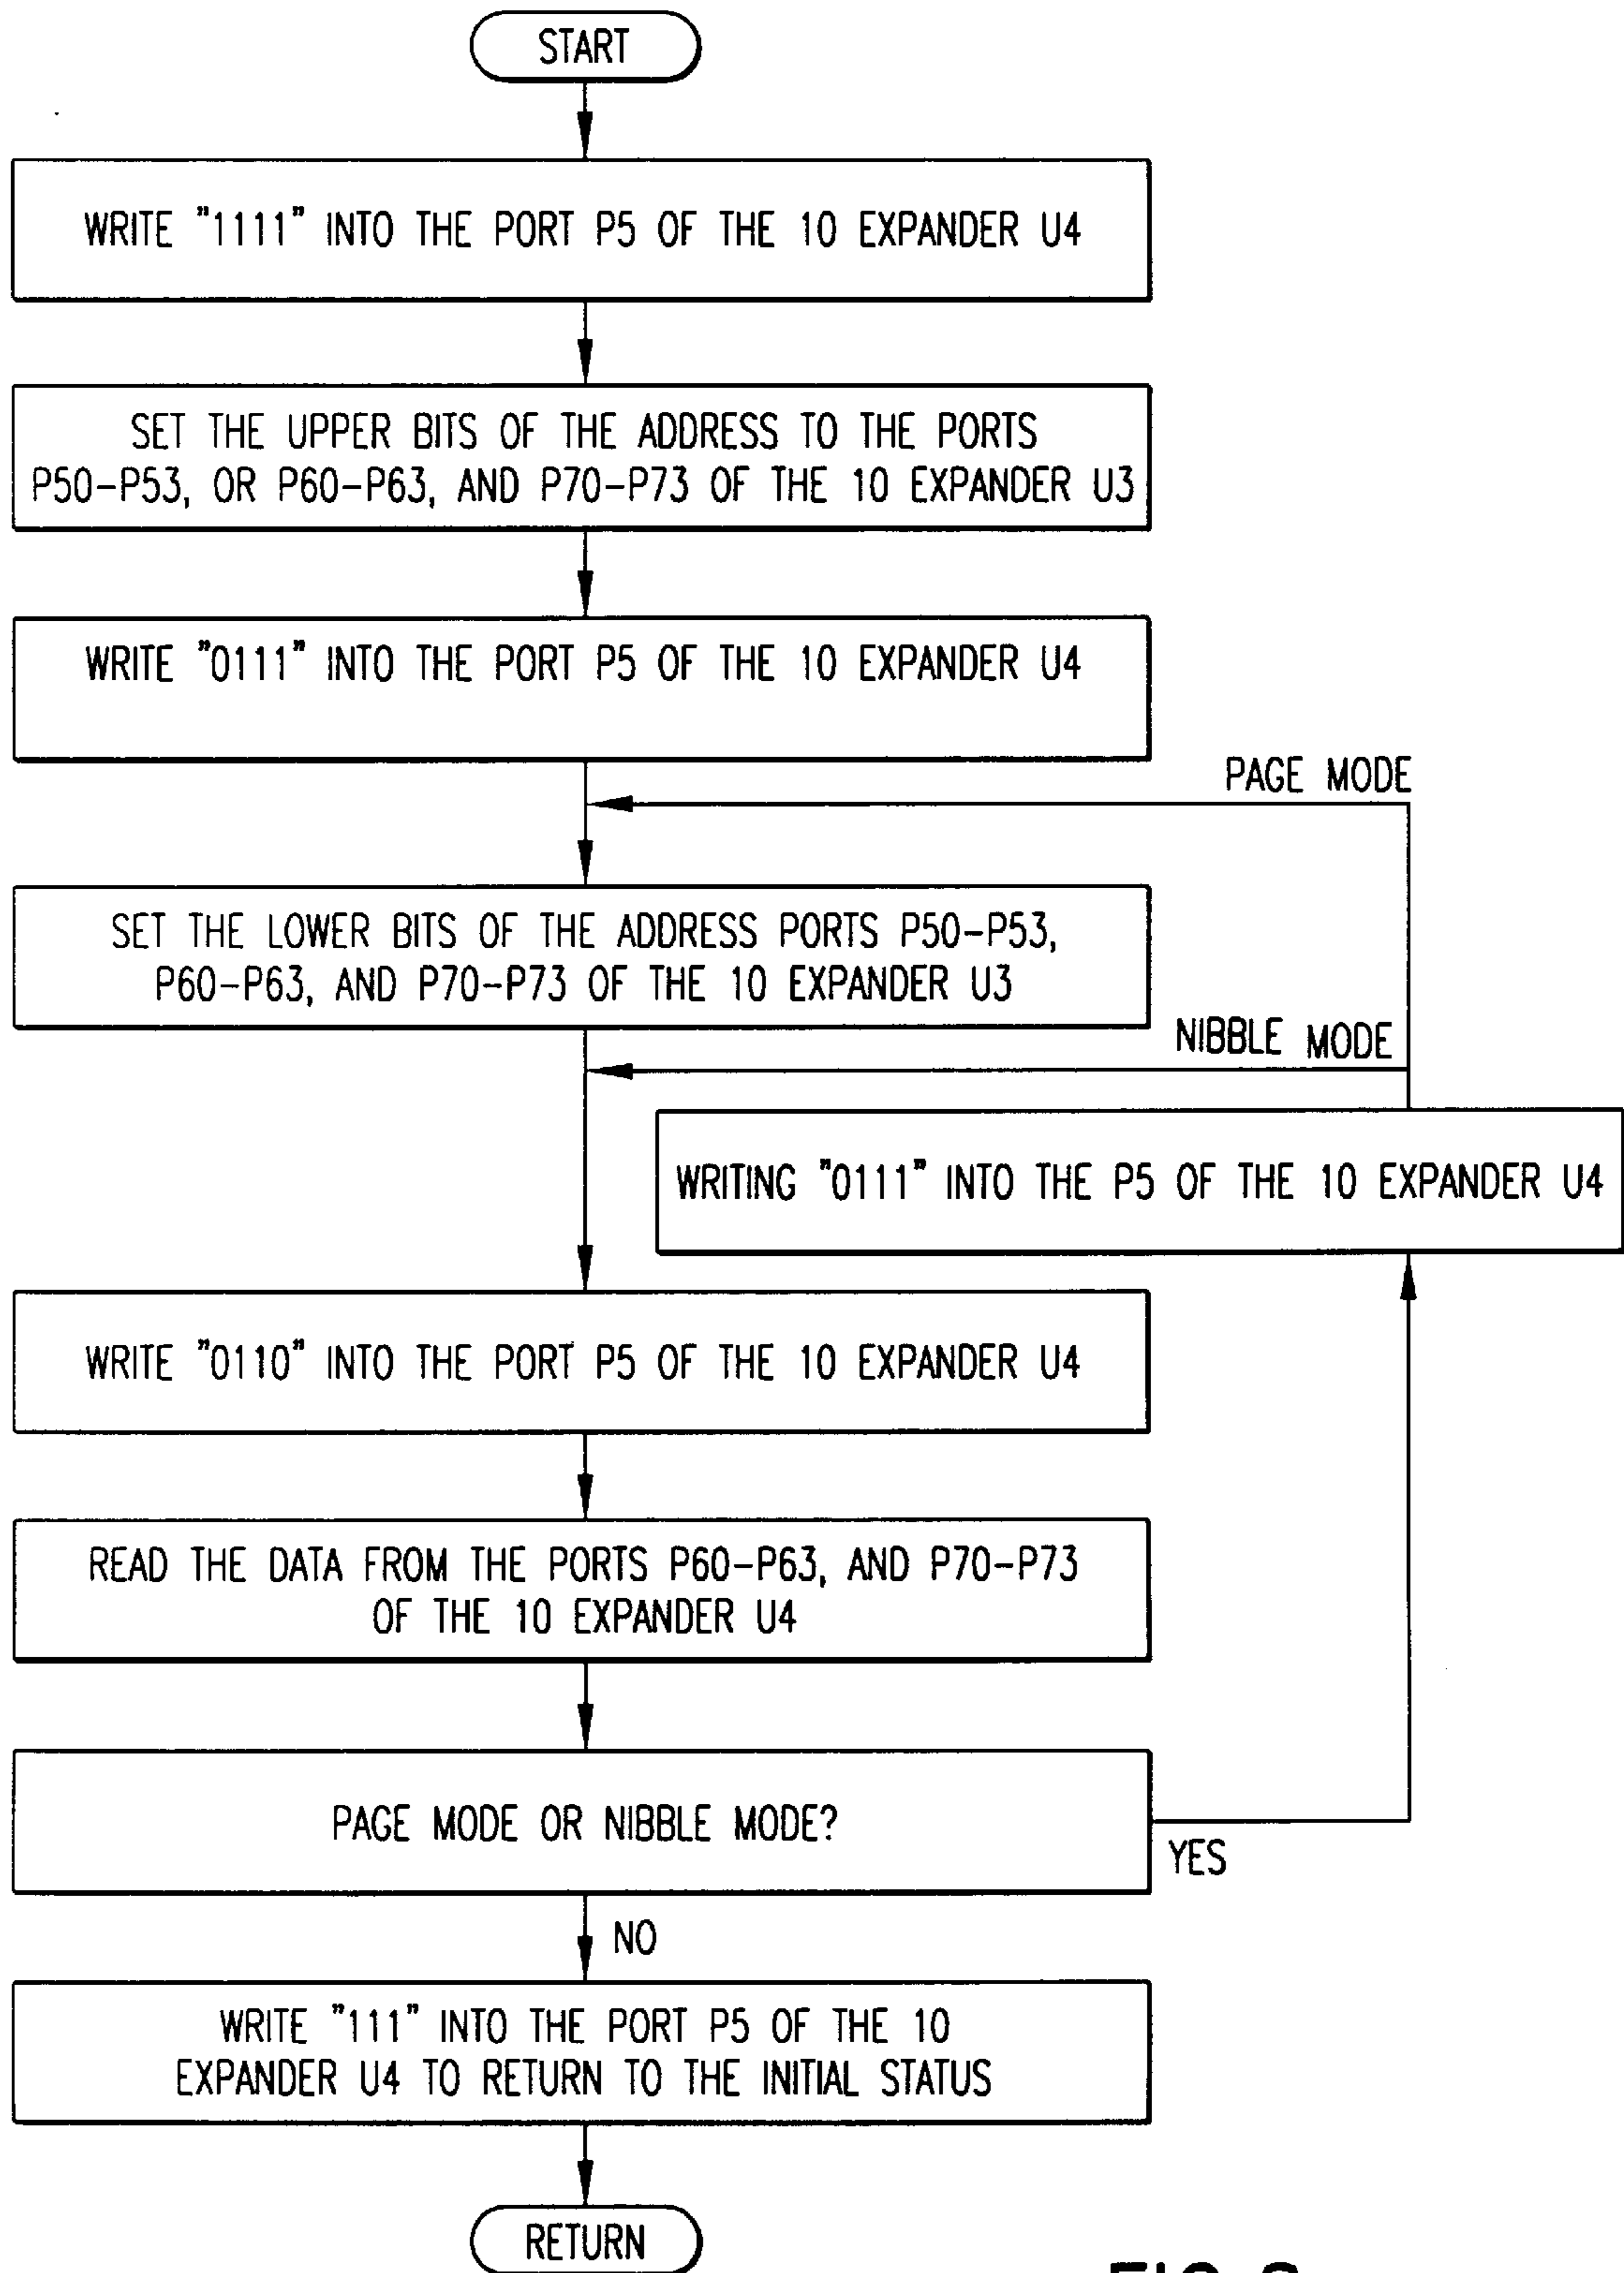 START
WRITE "1111" INTO THE PORT P5 OF THE 10 EXPANDER U4
SET THE UPPER BITS OF THE ADDRESS TO THE PORTS
P50-P53, OR P60-P63, AND P70-P73 OF THE 10 EXPANDER U3
WRITE "0111" INTO THE PORT P5 OF THE 10 EXPANDER U4
PAGE MODE
SET THE LOWER BITS OF THE ADDRESS PORTS P50-P53,
P60-P63, AND P70-P73 OF THE 10 EXPANDER U3
NIBBLE MODE
WRITING "0111" INTO THE P5 OF THE 10 EXPANDER U4
WRITE "0110" INTO THE PORT P5 OF THE 10 EXPANDER U4
READ THE DATA FROM THE PORTS P60-P63, AND P70-P73
OF THE 10 EXPANDER U4
PAGE MODE OR NIBBLE MODE?
YES
NO
WRITE "111" INTO THE PORT P5 OF THE 10
EXPANDER U4 TO RETURN TO THE INITIAL STATUS
RETURN